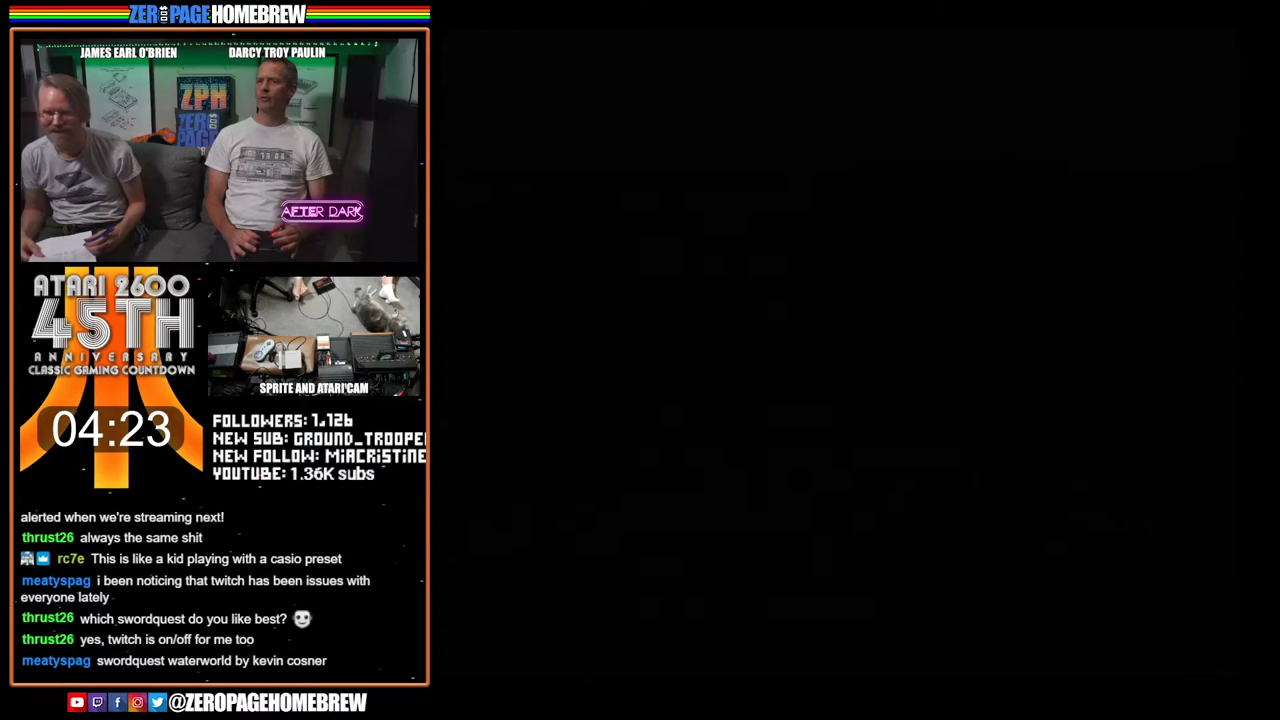 ZEROPAGE HOMEBREW
JAMES EARL O'BRIEN
DARCY TROY PAULIN
ZPH
ZERO
PAGE
AFTER DARK
ATARI 2600
45TH
ANNIVERSARY
CLASSIC GAMING COUNTDOWN
04:23
SPRITE AND ATARI CAM
FOLLOWERS: 1,126
NEW SUB: GROUND_TROOPER
NEW FOLLOW: MIACRISTINE
YOUTUBE: 1.36K subs
alerted when we're streaming next!
thrust26 always the same shit
rc7e This is like a kid playing with a casio preset
meatyspag i been noticing that twitch has been issues with
everyone lately
thrust26 which swordquest do you like best?
thrust26 yes, twitch is on/off for me too
meatyspag swordquest waterworld by kevin cosner
@ZEROPAGEHOMEBREW